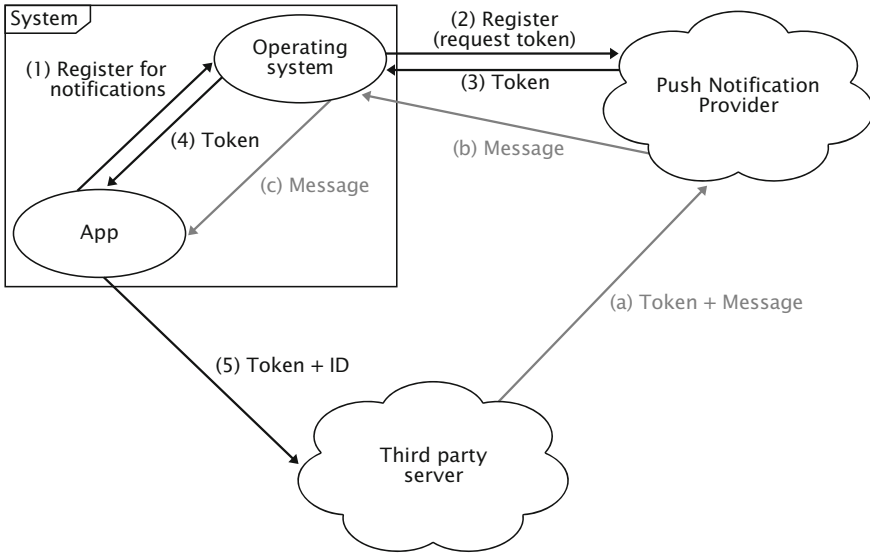 System
Operating
system
(2) Register
(request token)
(1) Register for
notifications
(3) Token
Push Notification
Provider
(4) Token
(b) Message
(c) Message
App
(a) Token + Message
(5) Token + ID
Third party
server